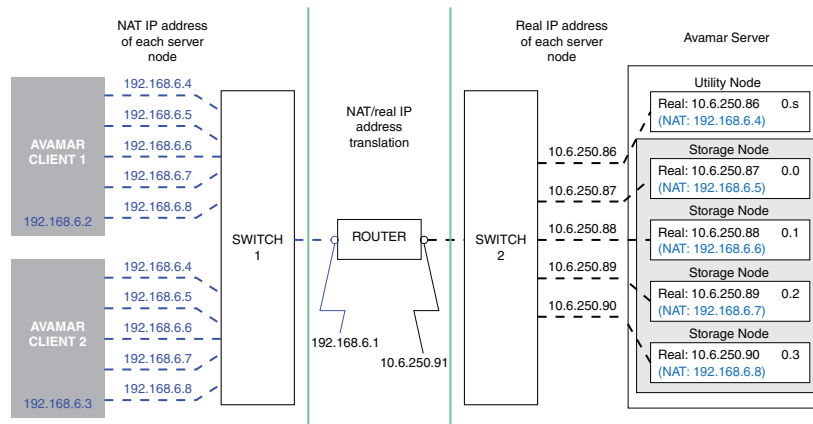 NAT IP address
of each server
node
NAT/real IP
address
translation
Real IP address
of each server
node
Avamar Server
AVAMAR
CLIENT 1
192.168.6.2
192.168.6.4
192.168.6.5
192.168.6.6
192.168.6.7
192.168.6.8
AVAMAR
CLIENT 2
192.168.6.3
192.168.6.4
192.168.6.5
192.168.6.6
192.168.6.7
192.168.6.8
SWITCH
1
ROUTER
192.168.6.1
10.6.250.91
SWITCH
2
10.6.250.86
10.6.250.87
10.6.250.88
10.6.250.89
10.6.250.90
Utility Node
Real: 10.6.250.86 0.s
(NAT: 192.168.6.4)
Storage Node
Real: 10.6.250.87 0.0
(NAT: 192.168.6.5)
Storage Node
Real: 10.6.250.88 0.1
(NAT: 192.168.6.6)
Storage Node
Real: 10.6.250.89 0.2
(NAT: 192.168.6.7)
Storage Node
Real: 10.6.250.90 0.3
(NAT: 192.168.6.8)